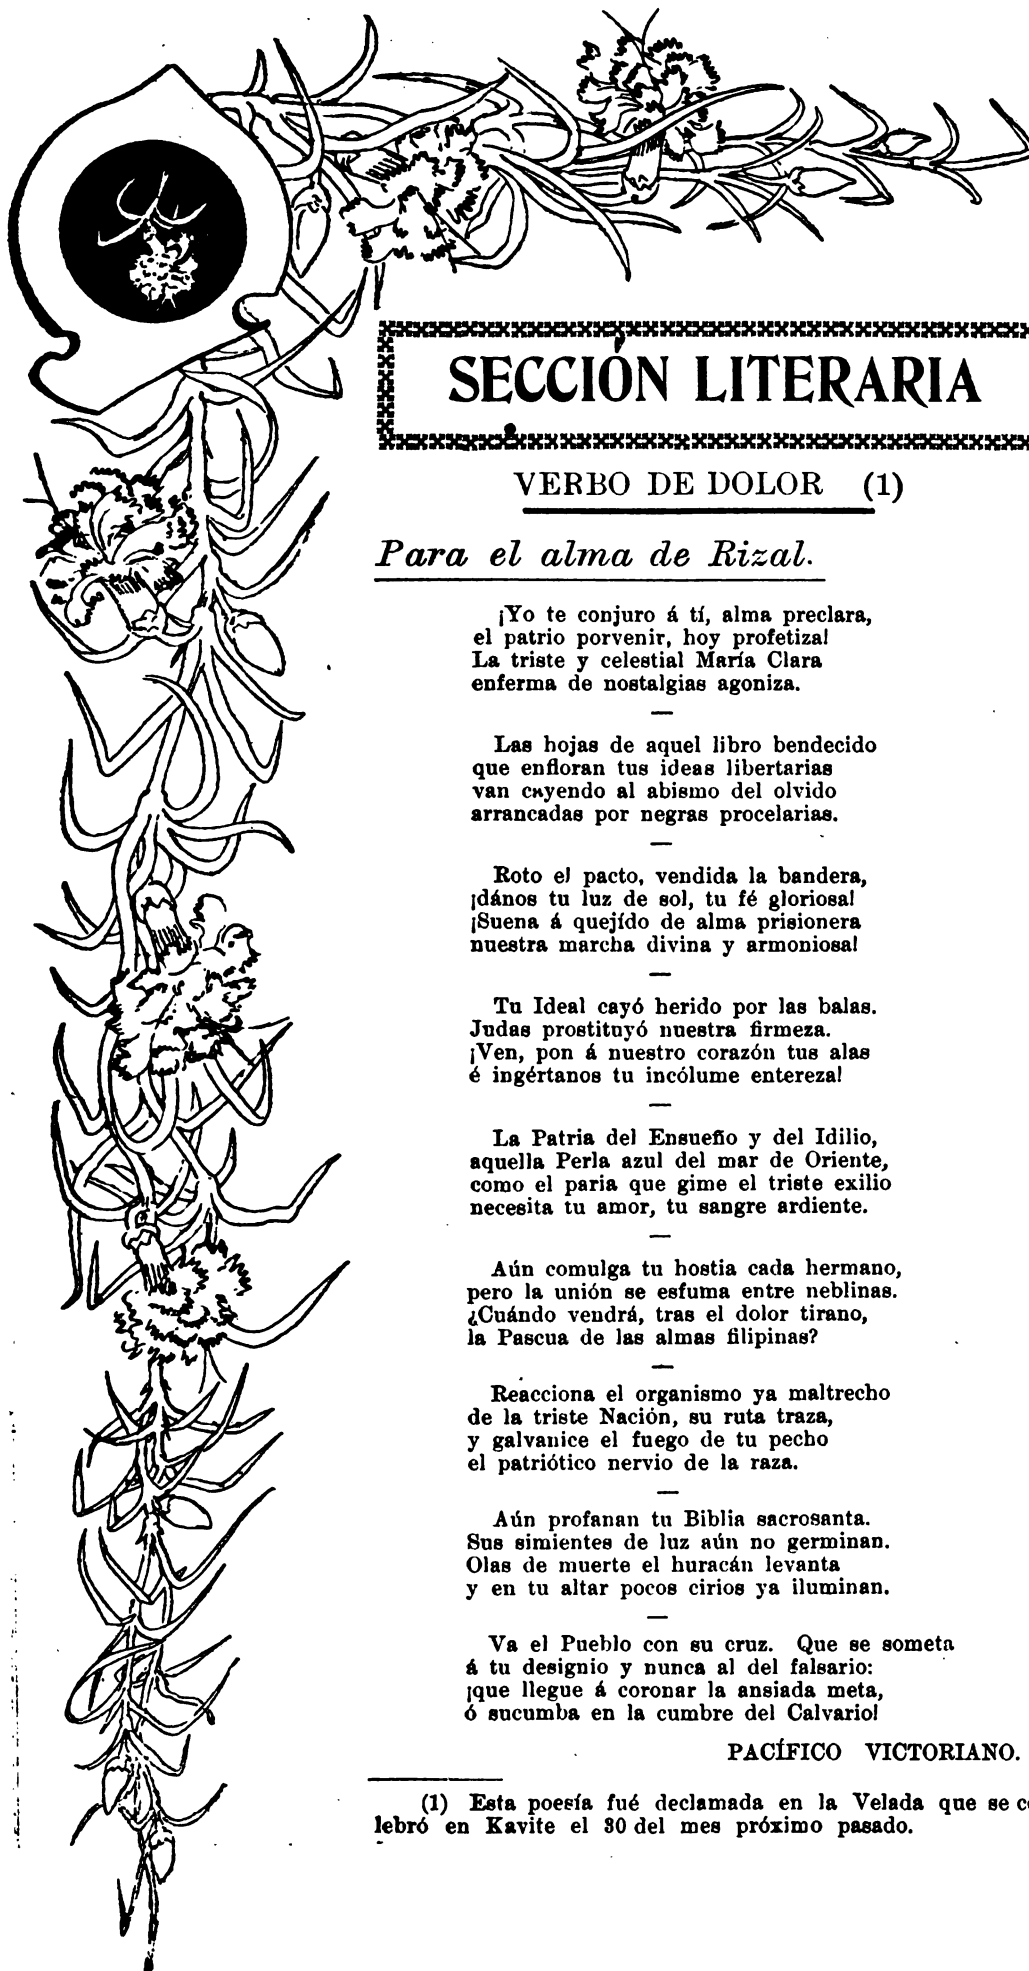 SECCIÓN LITERARIA
VERBO DE DOLOR (1)
Para el alma de Rizal.
¡Yo te conjuro á tí, alma preclara,
el patrio porvenir, hoy profetiza!
La triste y celestial María Clara
enferma de nostalgias agoniza.
—
Las hojas de aquel libro bendecido
que enfloran tus ideas libertarias
van cayendo al abismo del olvido
arrancadas por negras procelarias.
—
Roto el pacto, vendida la bandera,
¡dános tu luz de sol, tu fé gloriosa!
¡Suena á quejído de alma prisionera
nuestra marcha divina y armoniosa!
—
Tu Ideal cayó herido por las balas.
Judas prostituyó nuestra firmeza.
¡Ven, pon á nuestro corazón tus alas
é ingértanos tu incólume entereza!
—
La Patria del Ensueño y del Idilio,
aquella Perla azul del mar de Oriente,
como el paria que gime el triste exilio
necesita tu amor, tu sangre ardiente.
—
Aún comulga tu hostia cada hermano,
pero la unión se esfuma entre neblinas.
¿Cuándo vendrá, tras el dolor tirano,
la Pascua de las almas filipinas?
—
Reacciona el organismo ya maltrecho
de la triste Nación, su ruta traza,
y galvanice el fuego de tu pecho
el patriótico nervio de la raza.
—
Aún profanan tu Biblia sacrosanta.
Sus simientes de luz aún no germinan.
Olas de muerte el huracán levanta
y en tu altar pocos cirios ya iluminan.
—
Va el Pueblo con su cruz. Que se someta
á tu designio y nunca al del falsario:
¡que llegue á coronar la ansiada meta,
ó sucumba en la cumbre del Calvario!
PACÍFICO VICTORIANO.
(1) Esta poesía fué declamada en la Velada que se ce
lebró en Kavite el 30 del mes próximo pasado.